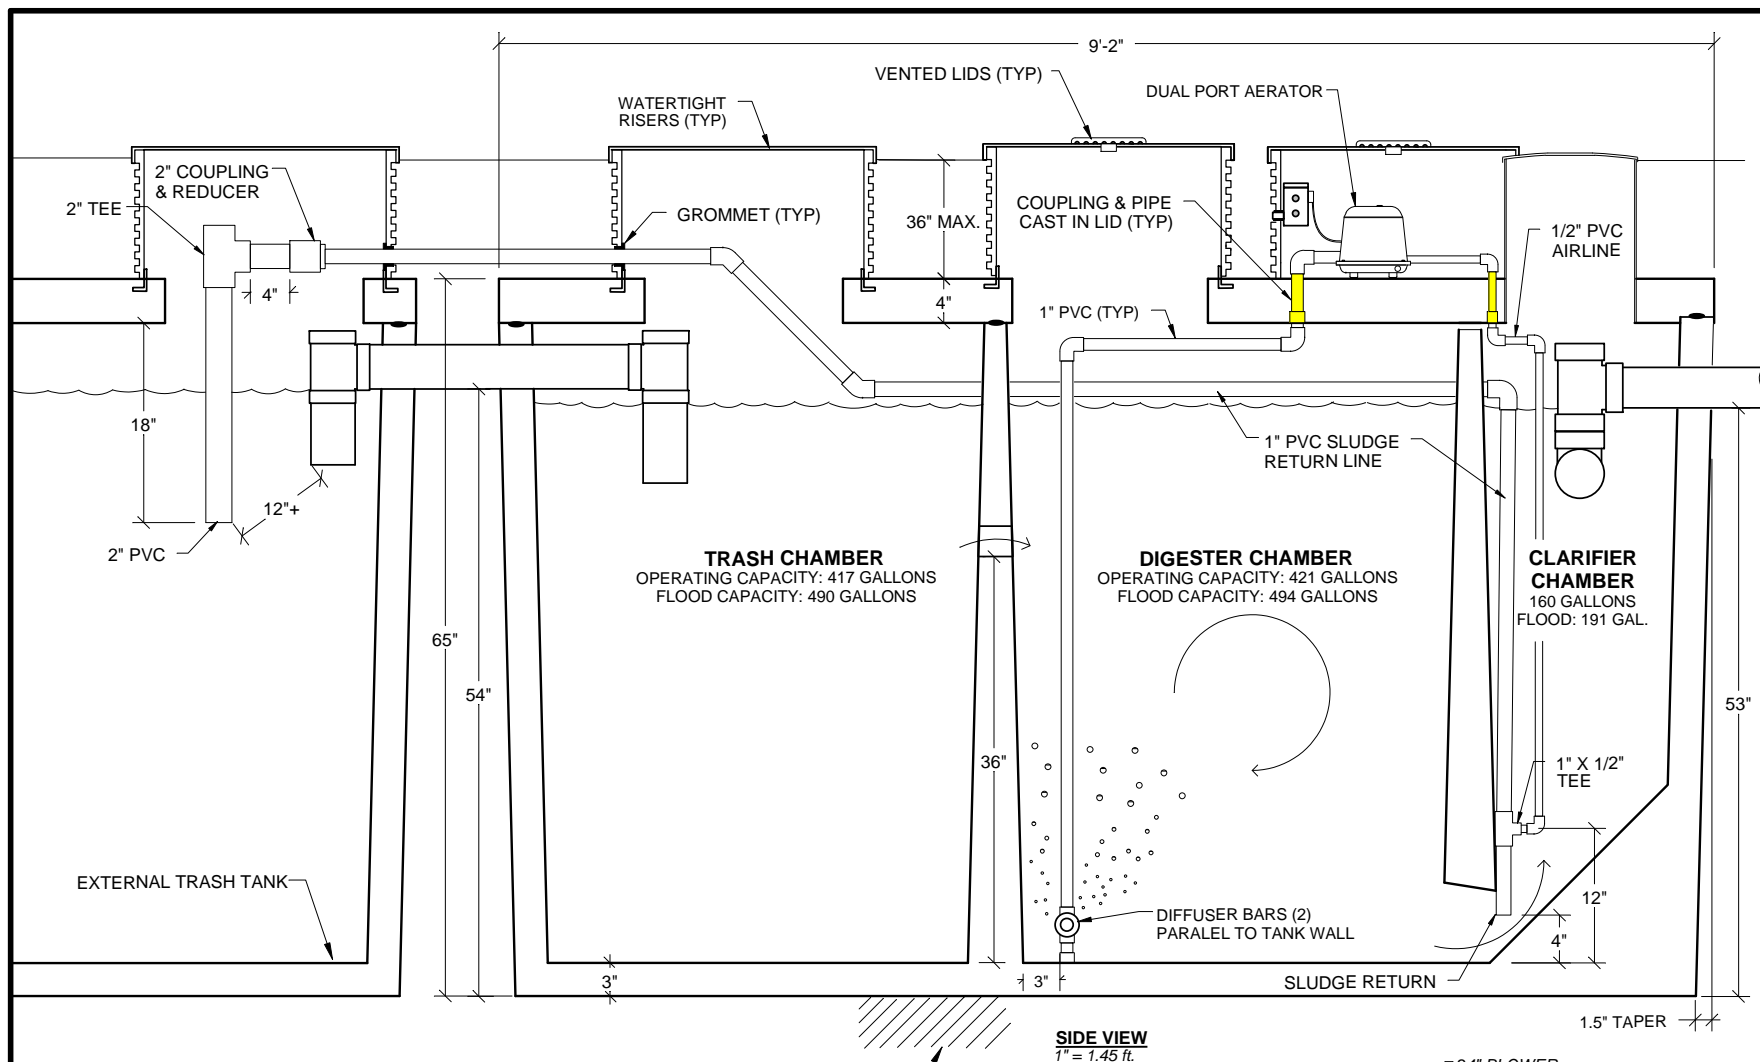 9'-2"
VENTED LIDS (TYP)
DUAL PORT AERATOR
WATERTIGHT
RISERS (TYP)
2" COUPLING
& REDUCER
2" TEE
GROMMET (TYP)
36" MAX.
COUPLING & PIPE
CAST IN LID (TYP)
1/2" PVC
AIRLINE
4"
4"
1" PVC (TYP)
18"
1" PVC SLUDGE
RETURN LINE
12"+
2" PVC
TRASH CHAMBER
OPERATING CAPACITY: 417 GALLONS
FLOOD CAPACITY: 490 GALLONS
DIGESTER CHAMBER
OPERATING CAPACITY: 421 GALLONS
FLOOD CAPACITY: 494 GALLONS
CLARIFIER
CHAMBER
160 GALLONS
FLOOD: 191 GAL.
65"
54"
53"
36"
1" X 1/2"
TEE
EXTERNAL TRASH TANK
12"
DIFFUSER BARS (2)
PARALEL TO TANK WALL
4"
3"
3"
SLUDGE RETURN
1.5" TAPER
SIDE VIEW
1" = 1.45 ft.